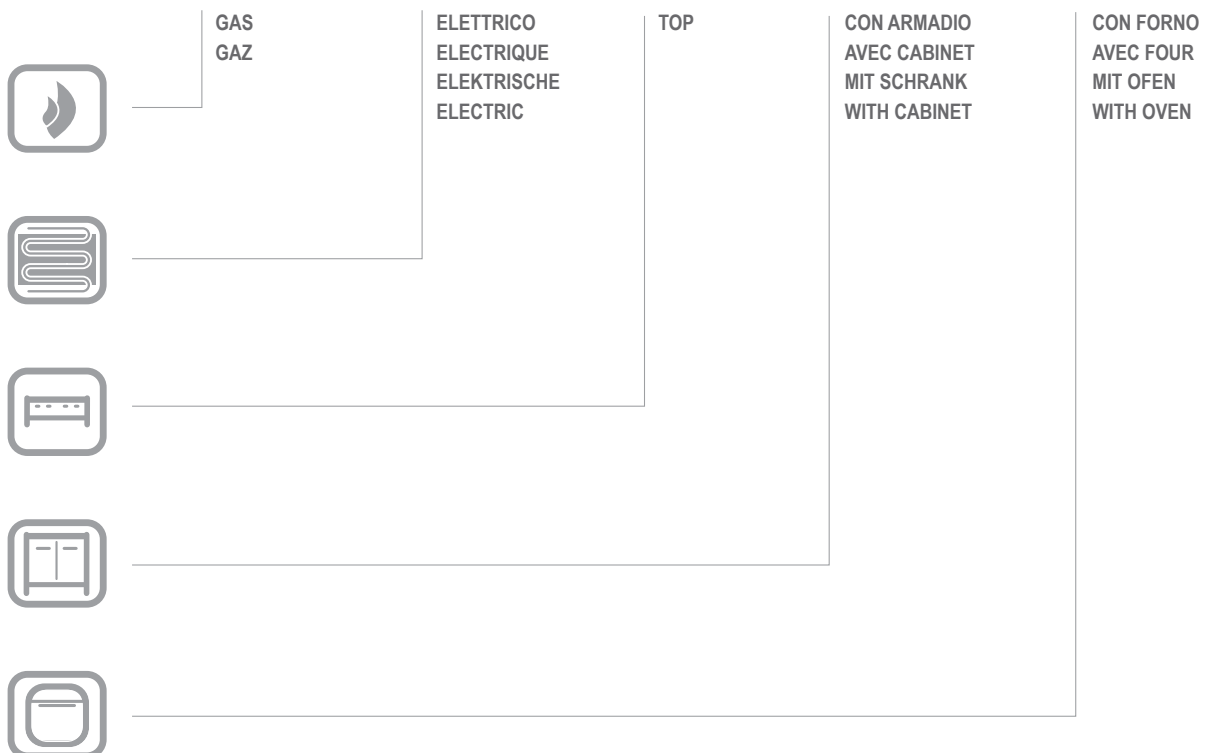 GAS
GAZ
ELETTRICO
ELECTRIQUE
ELEKTRISCHE
ELECTRIC
TOP
CON ARMADIO
AVEC CABINET
MIT SCHRANK
WITH CABINET
CON FORNO
AVEC FOUR
MIT OFEN
WITH OVEN